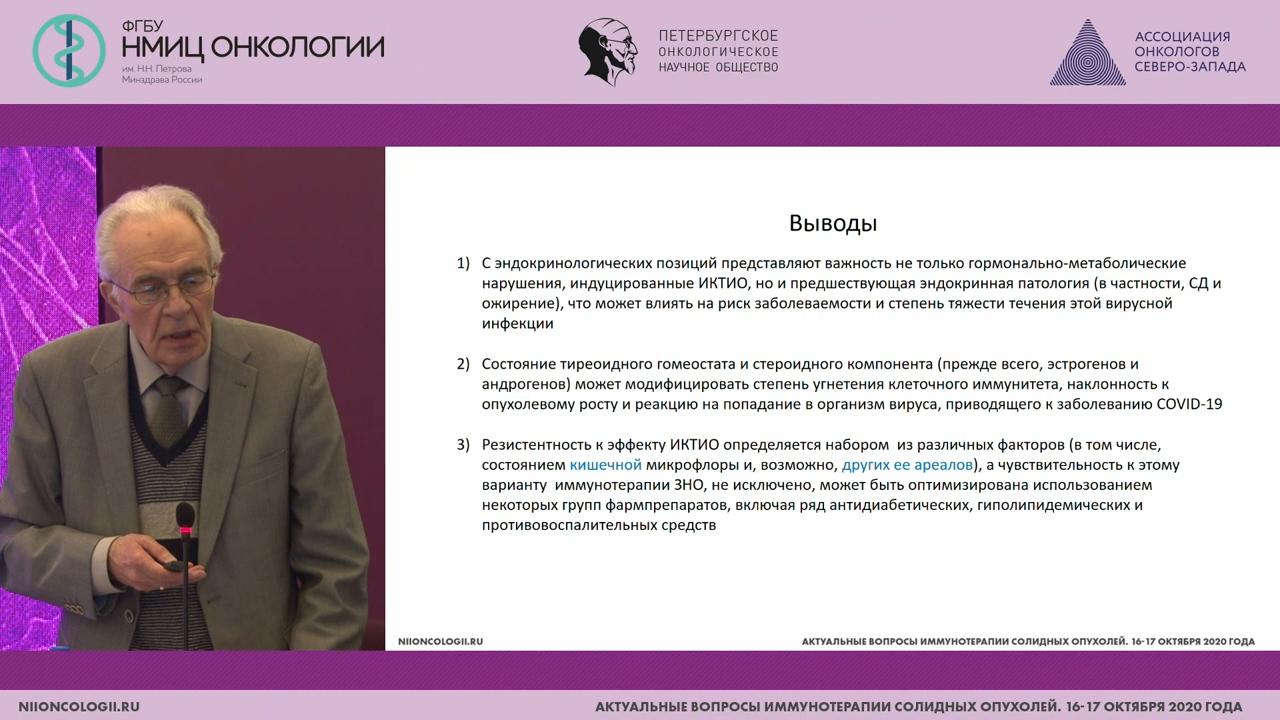 ФГБУ
НМИЦ ОНКОЛОГИИ
им. Н.Н. Петрова
Минздрава России
ПЕТЕРБУРГСКОЕ
ОНКОЛОГИЧЕСКОЕ
НАУЧНОЕ ОБЩЕСТВО
АССОЦИАЦИЯ
ОНКОЛОГОВ
СЕВЕРО-ЗАПАДА
Выводы
1) С эндокринологических позиций представляют важность не только гормонально-метаболические
нарушения, индуцированные ИКТИО, но и предшествующая эндокринная патология (в частности, СД и
ожирение), что может влиять на риск заболеваемости и степень тяжести течения этой вирусной
инфекции
2) Состояние тиреоидного гомеостата и стероидного компонента (прежде всего, эстрогенов и
андрогенов) может модифицировать степень угнетения клеточного иммунитета, наклонность к
опухолевому росту и реакцию на попадание в организм вируса, приводящего к заболеванию COVID-19
3) Резистентность к эффекту ИКТИО определяется набором из различных факторов (в том числе,
состоянием кишечной микрофлоры и, возможно, других ее ареалов), а чувствительность к этому
варианту иммунотерапии ЗНО, не исключено, может быть оптимизирована использованием
некоторых групп фармпрепаратов, включая ряд антидиабетических, гиполипидемических и
противовоспалительных средств
NIIONCOLOGII.RU
АКТУАЛЬНЫЕ ВОПРОСЫ ИММУНОТЕРАПИИ СОЛИДНЫХ ОПУХОЛЕЙ. 16-17 ОКТЯБРЯ 2020 ГОДА
NIIONCOLOGII.RU
АКТУАЛЬНЫЕ ВОПРОСЫ ИММУНОТЕРАПИИ СОЛИДНЫХ ОПУХОЛЕЙ. 16-17 ОКТЯБРЯ 2020 ГОДА